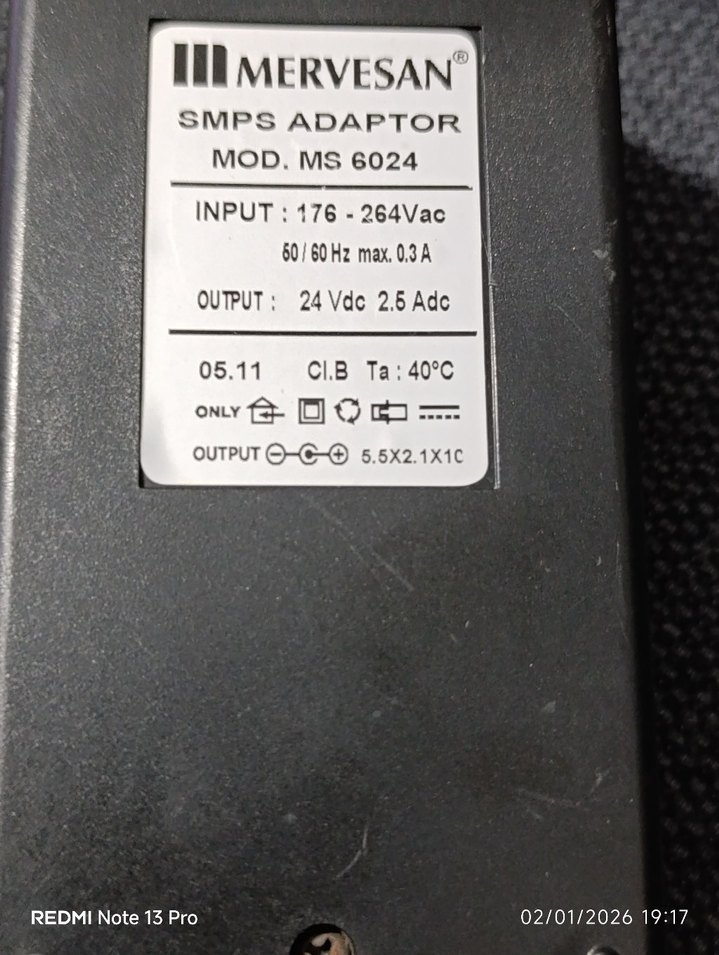 MERVESAN®
SMPS ADAPTOR
MOD. MS 6024
INPUT : 176 - 264Vac
50 / 60 Hz max. 0.3 A
OUTPUT : 24 Vdc 2.5 Adc
05.11 Cl.B Ta : 40°C
ONLY
OUTPUT 5.5X2.1X10
REDMI Note 13 Pro
02/01/2026 19:17